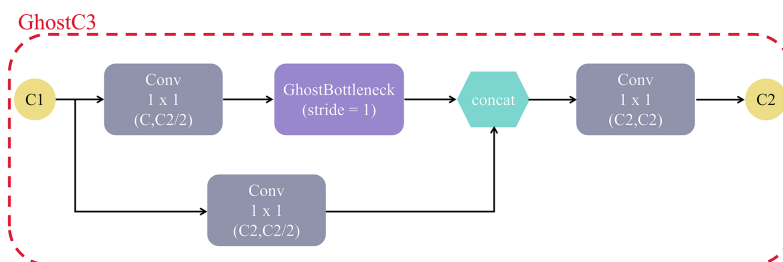 GhostC3
C1
Conv
1 x 1
(C,C2/2)
GhostBottleneck
(stride = 1)
concat
Conv
1 x 1
(C2,C2)
C2
Conv
1 x 1
(C2,C2/2)